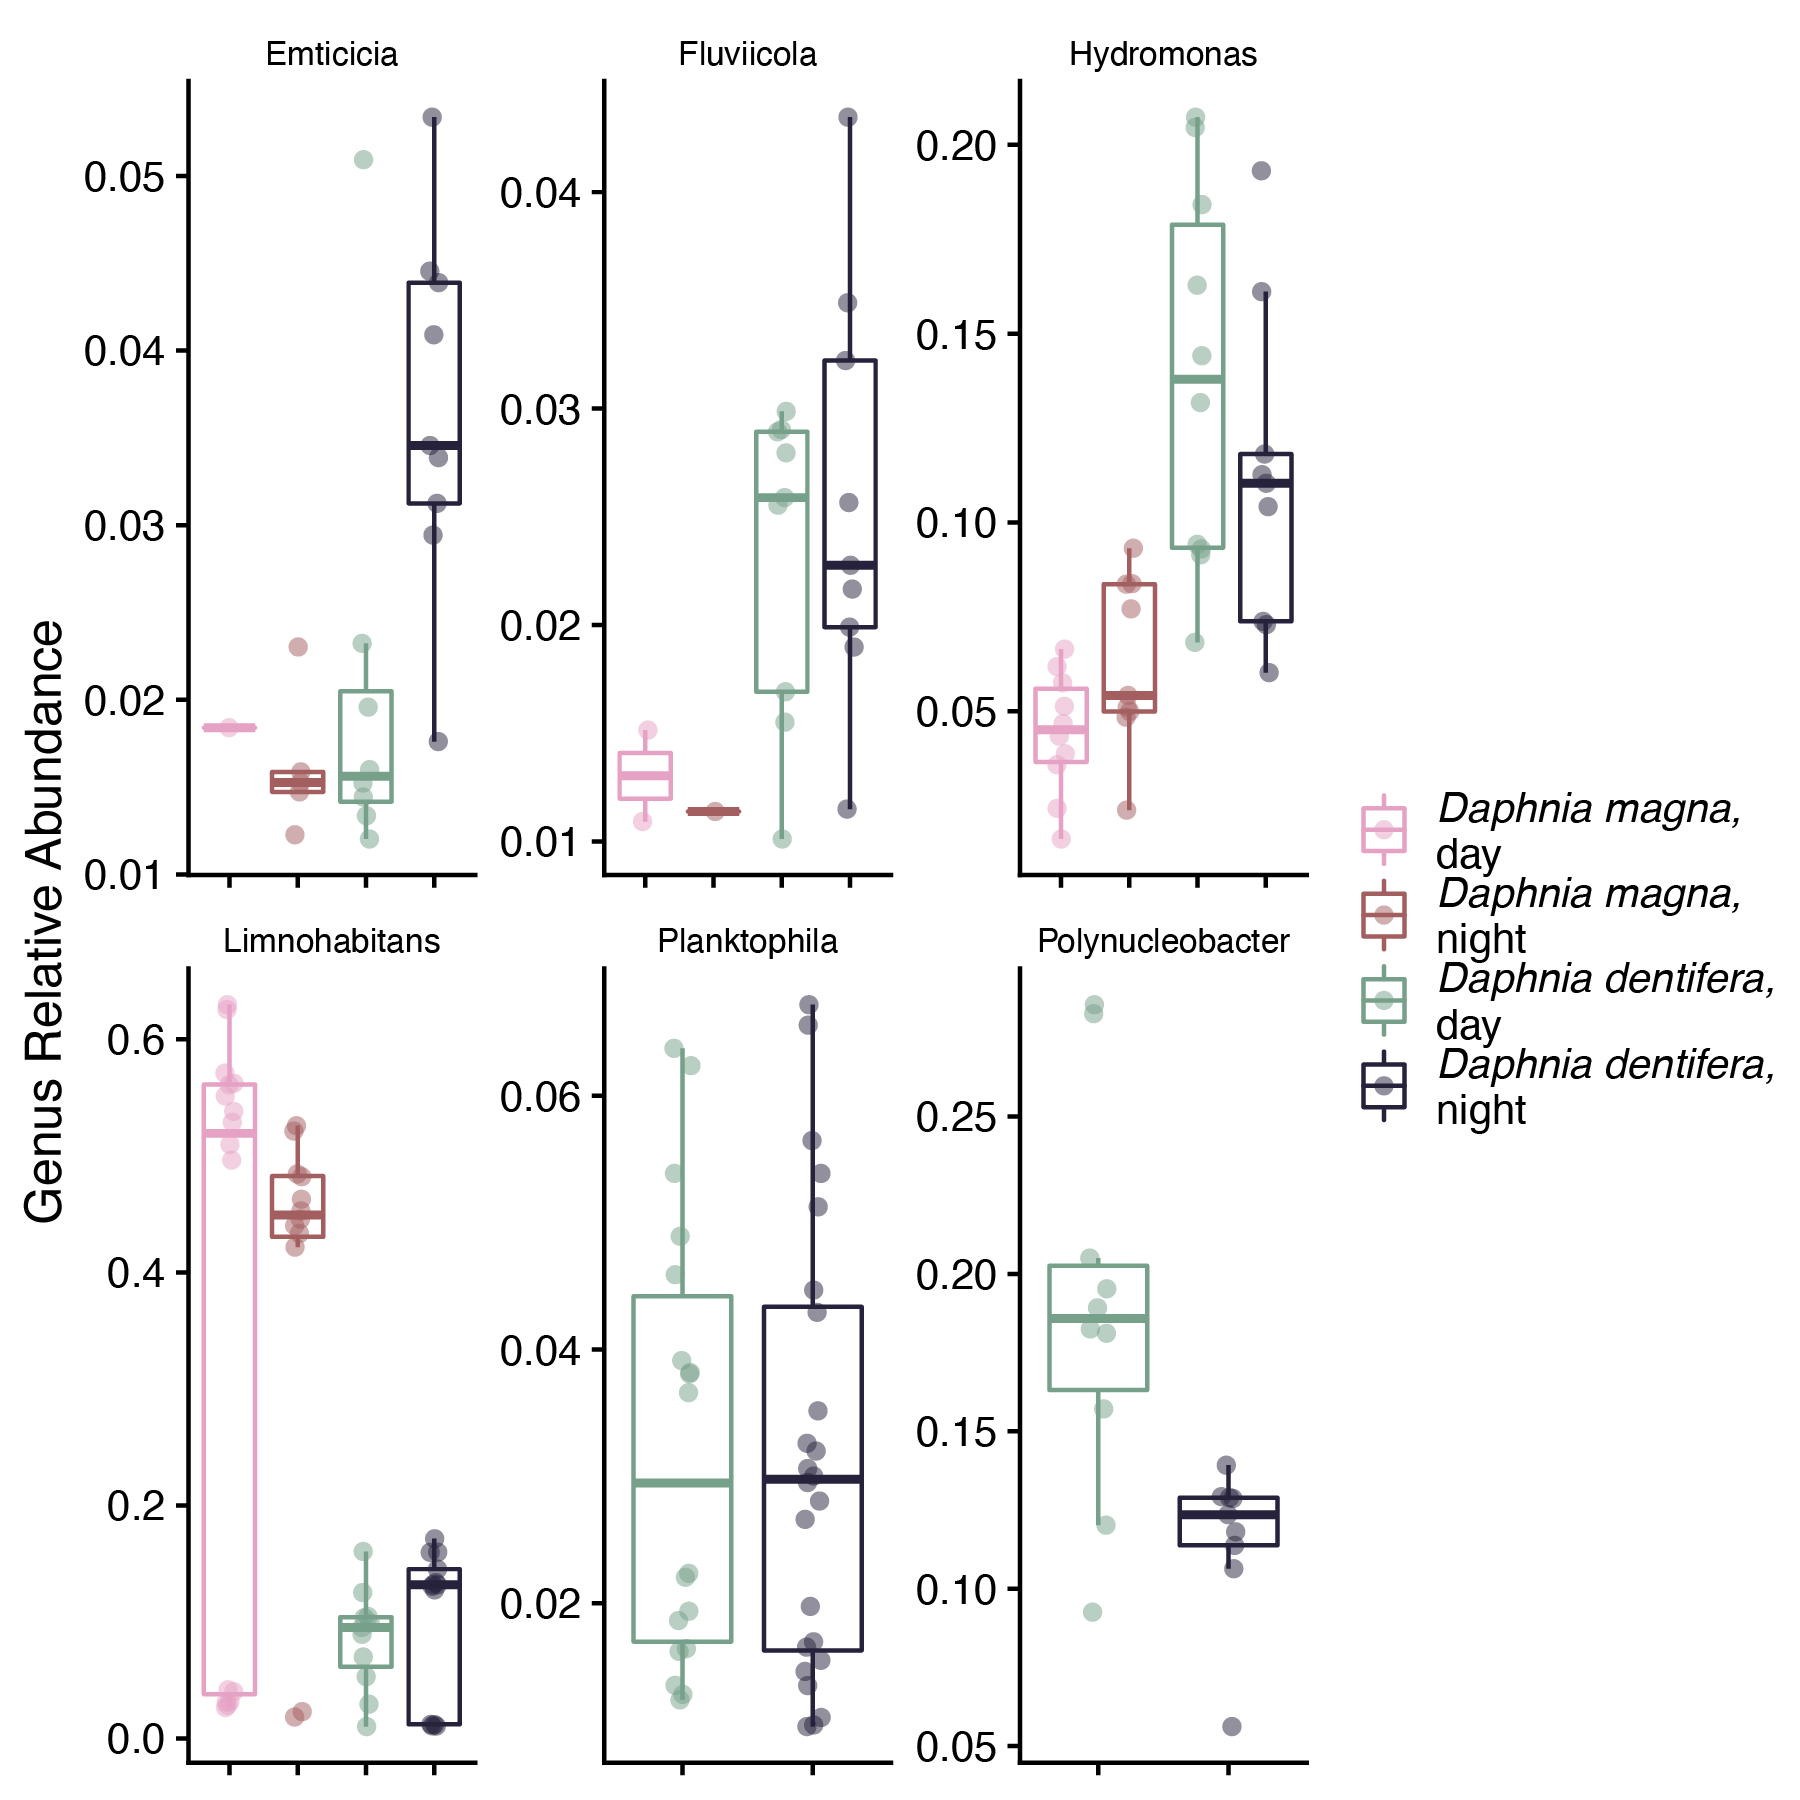 Emticicia
Fluviicola
Hydromonas
0.05
0.04
0.03
0.02
0.01
0.04
0.03
0.02
0.01
0.20
0.15
0.10
0.05
Genus Relative Abundance
Limnohabitans
Planktophila
Polynucleobacter
0.6
0.4
0.2
0.0
0.06
0.04
0.02
0.25
0.20
0.15
0.10
0.05
Daphnia magna,
day
Daphnia magna,
night
Daphnia dentifera,
day
Daphnia dentifera,
night